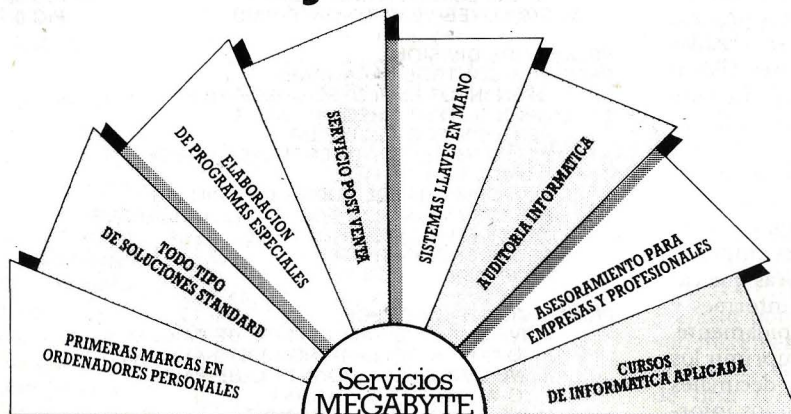 PRIMERAS MARCAS EN
ORDENADORES PERSONALES
TODO TIPO
DE SOLUCIONES STANDARD
ELABORACION
DE PROGRAMAS ESPECIALES
SERVICIO POST-VENTA
SISTEMAS LLAVES EN MANO
AUDITORIA INFORMATICA
ASESORAMIENTO PARA
EMPRESAS Y PROFESIONALES
CURSOS
DE INFORMATICA APLICADA
Servicios
MEGABYTE